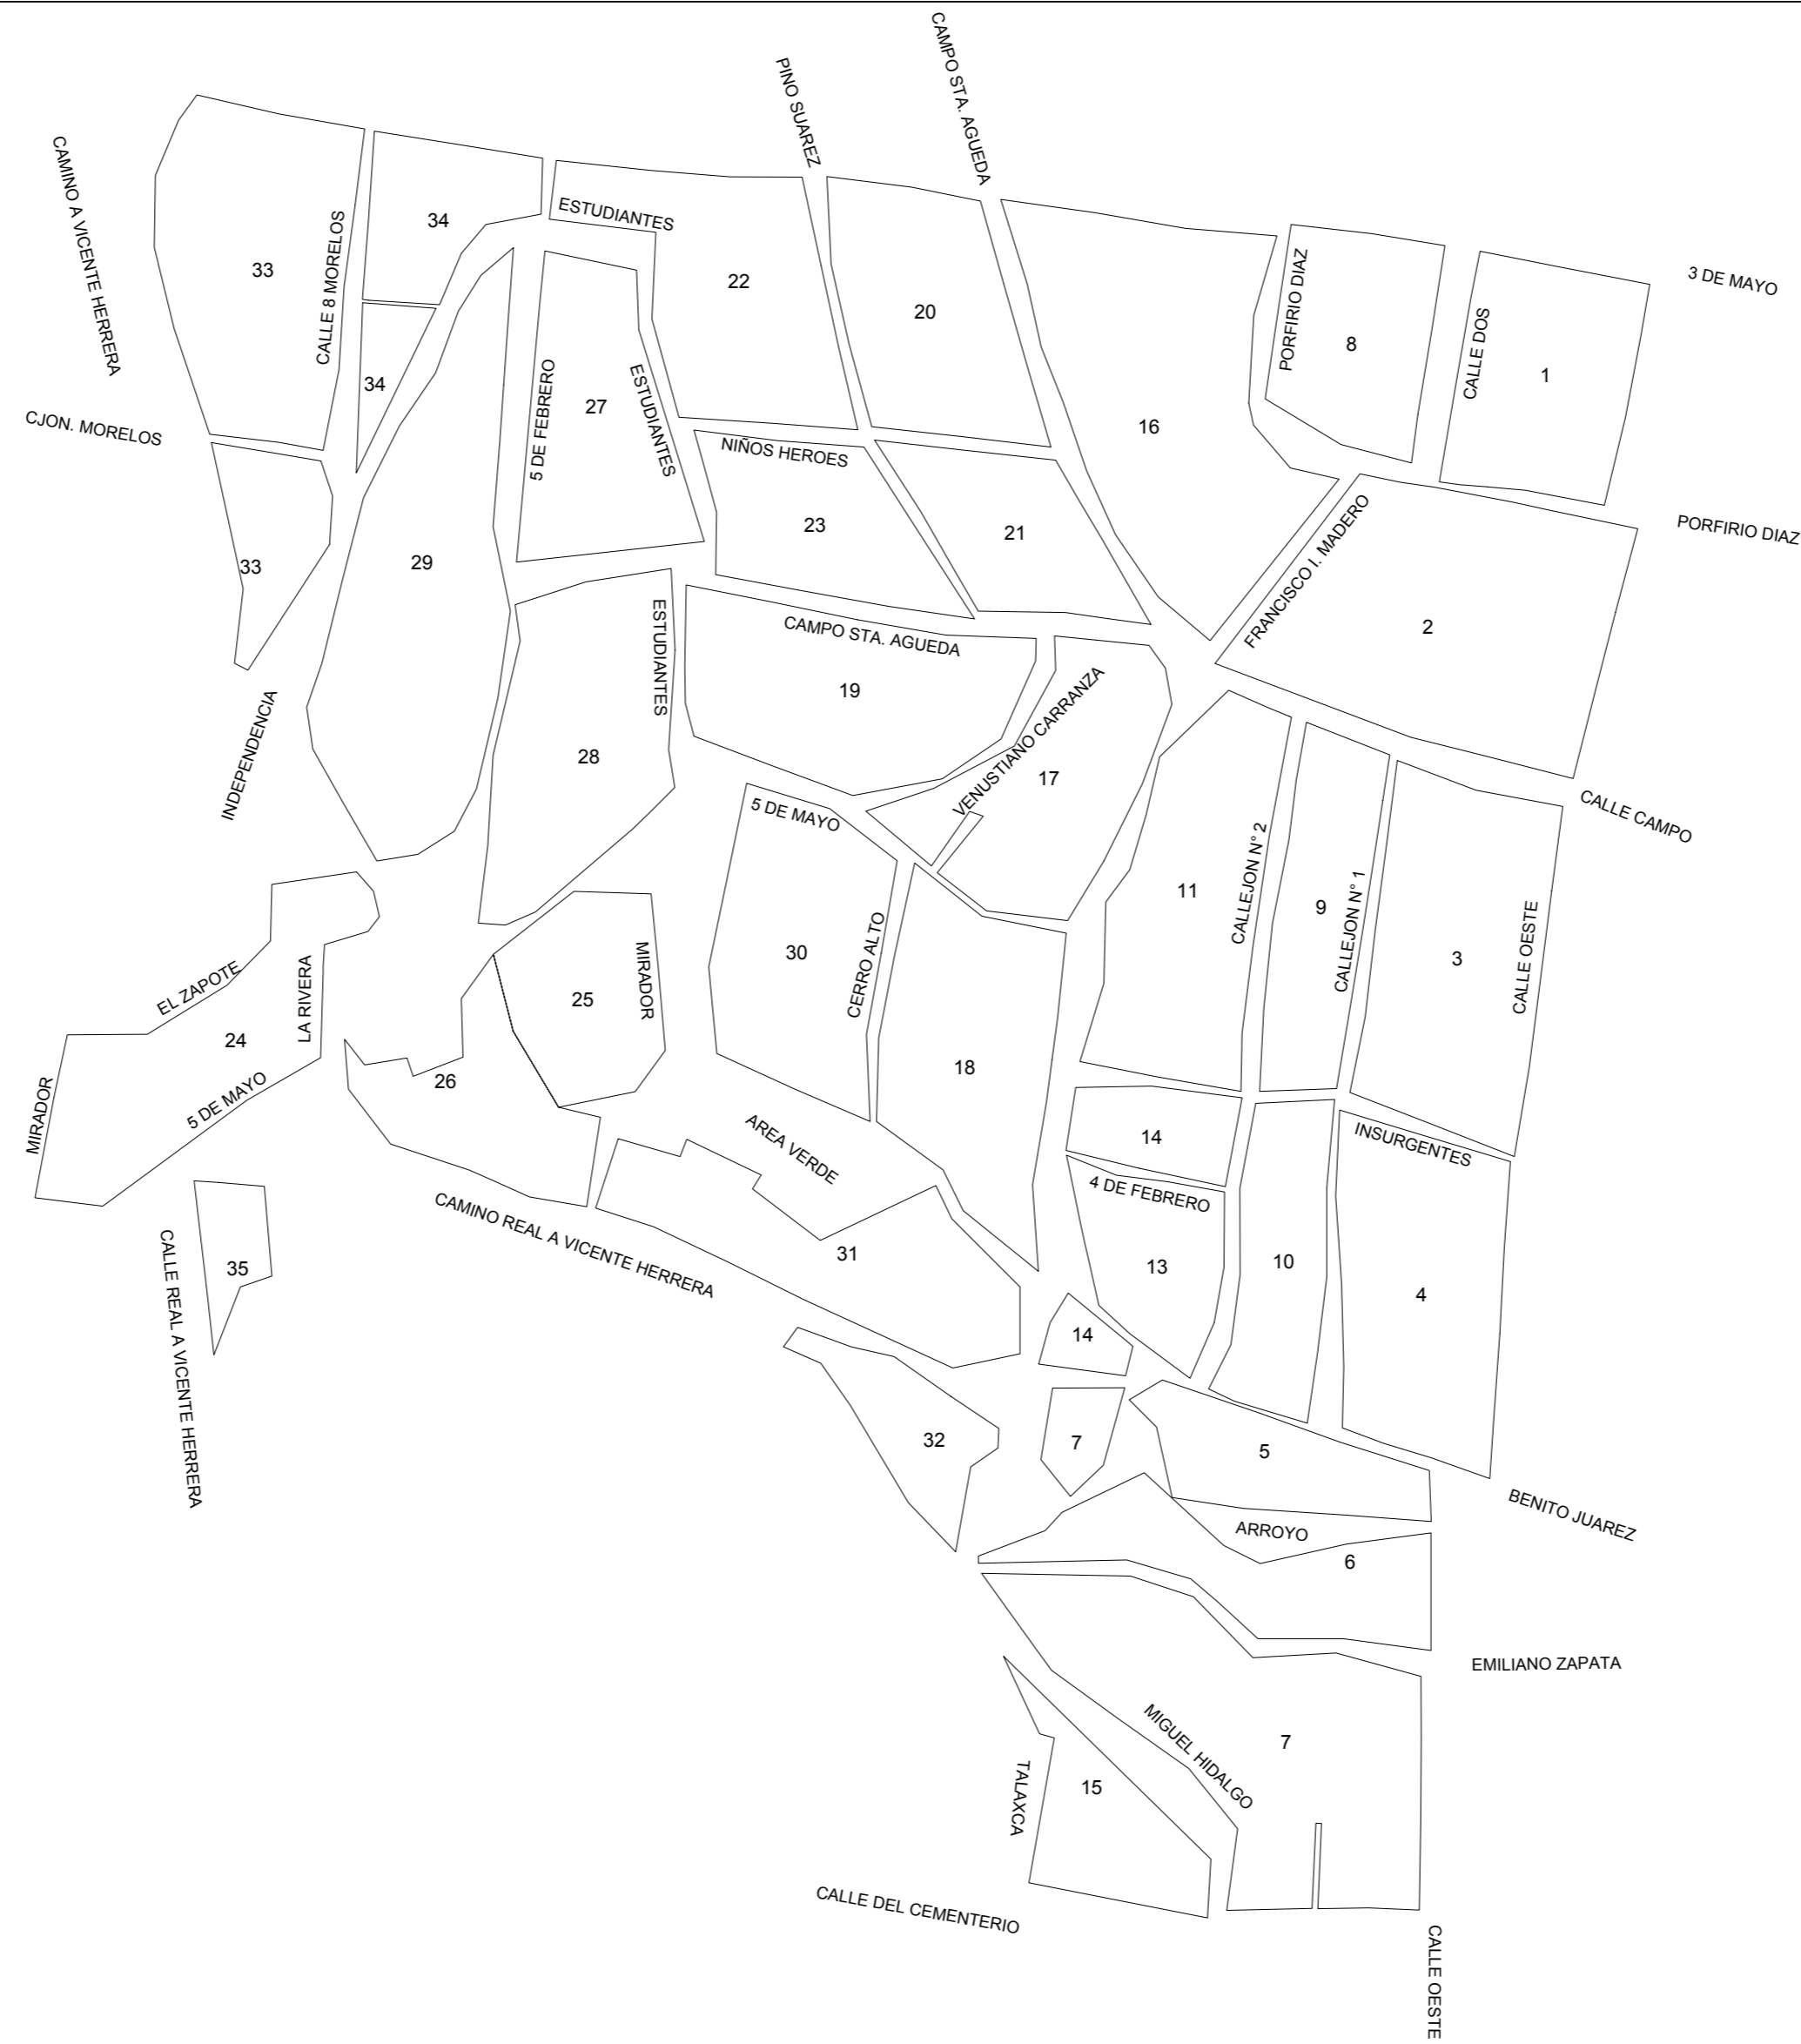 CAMPO STA. AGUEDA
PINO SUAREZ
CAMINO A VICENTE HERRERA
ESTUDIANTES
34
33
CALLE 8 MORELOS
22
20
PORFIRIO DIAZ
8
3 DE MAYO
CALLE DOS
1
34
27
5 DE FEBRERO
ESTUDIANTES
16
CJON. MORELOS
NIÑOS HEROES
23
21
PORFIRIO DIAZ
FRANCISCO I. MADERO
33
29
2
ESTUDIANTES
CAMPO STA. AGUEDA
19
INDEPENDENCIA
28
VENUSTIANO CARRANZA
17
5 DE MAYO
CALLE CAMPO
11
CALLEJON N° 2
9
CALLEJON N° 1
3
CALLE OESTE
30
CERRO ALTO
EL ZAPOTE
LA RIVERA
25
MIRADOR
24
18
MIRADOR
5 DE MAYO
26
AREA VERDE
14
INSURGENTES
4 DE FEBRERO
CAMINO REAL A VICENTE HERRERA
31
13
10
4
35
CALLE REAL A VICENTE HERRERA
14
32
7
5
BENITO JUAREZ
ARROYO
6
EMILIANO ZAPATA
MIGUEL HIDALGO
7
15
TALAXCA
CALLE DEL CEMENTERIO
CALLE OESTE